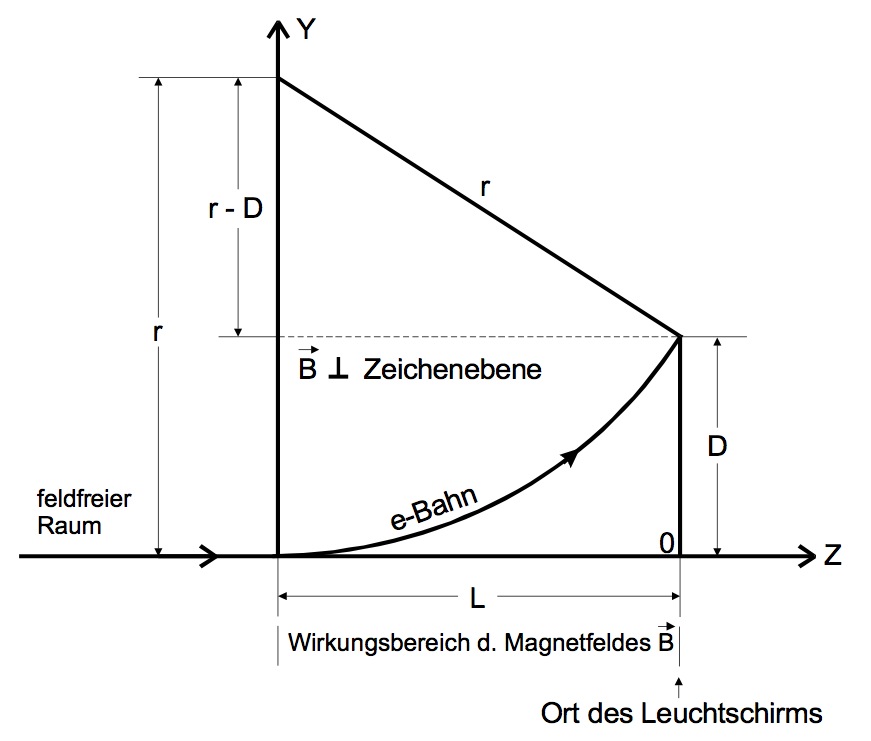 Y
r
r - D
r
B ⊥ Zeichenebene
D
e-Bahn
feldfreier
Raum
0
Z
L
Wirkungsbereich d. Magnetfeldes B
Ort des Leuchtschirms